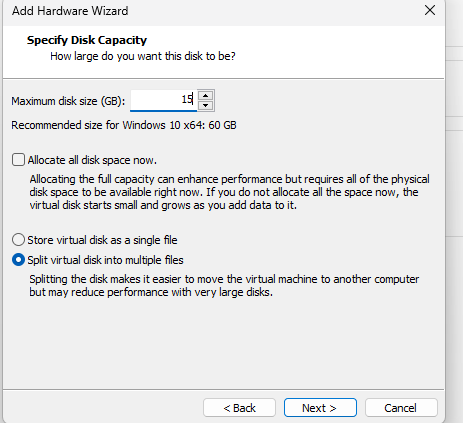 Add Hardware Wizard
Specify Disk Capacity
How large do you want this disk to be?
Maximum disk size (GB): 15
Recommended size for Windows 10 x64: 60 GB
Allocate all disk space now.
Allocating the full capacity can enhance performance but requires all of the physical
disk space to be available right now. If you do not allocate all the space now, the
virtual disk starts small and grows as you add data to it.
Store virtual disk as a single file
Split virtual disk into multiple files
Splitting the disk makes it easier to move the virtual machine to another computer
but may reduce performance with very large disks.
< Back Next > Cancel